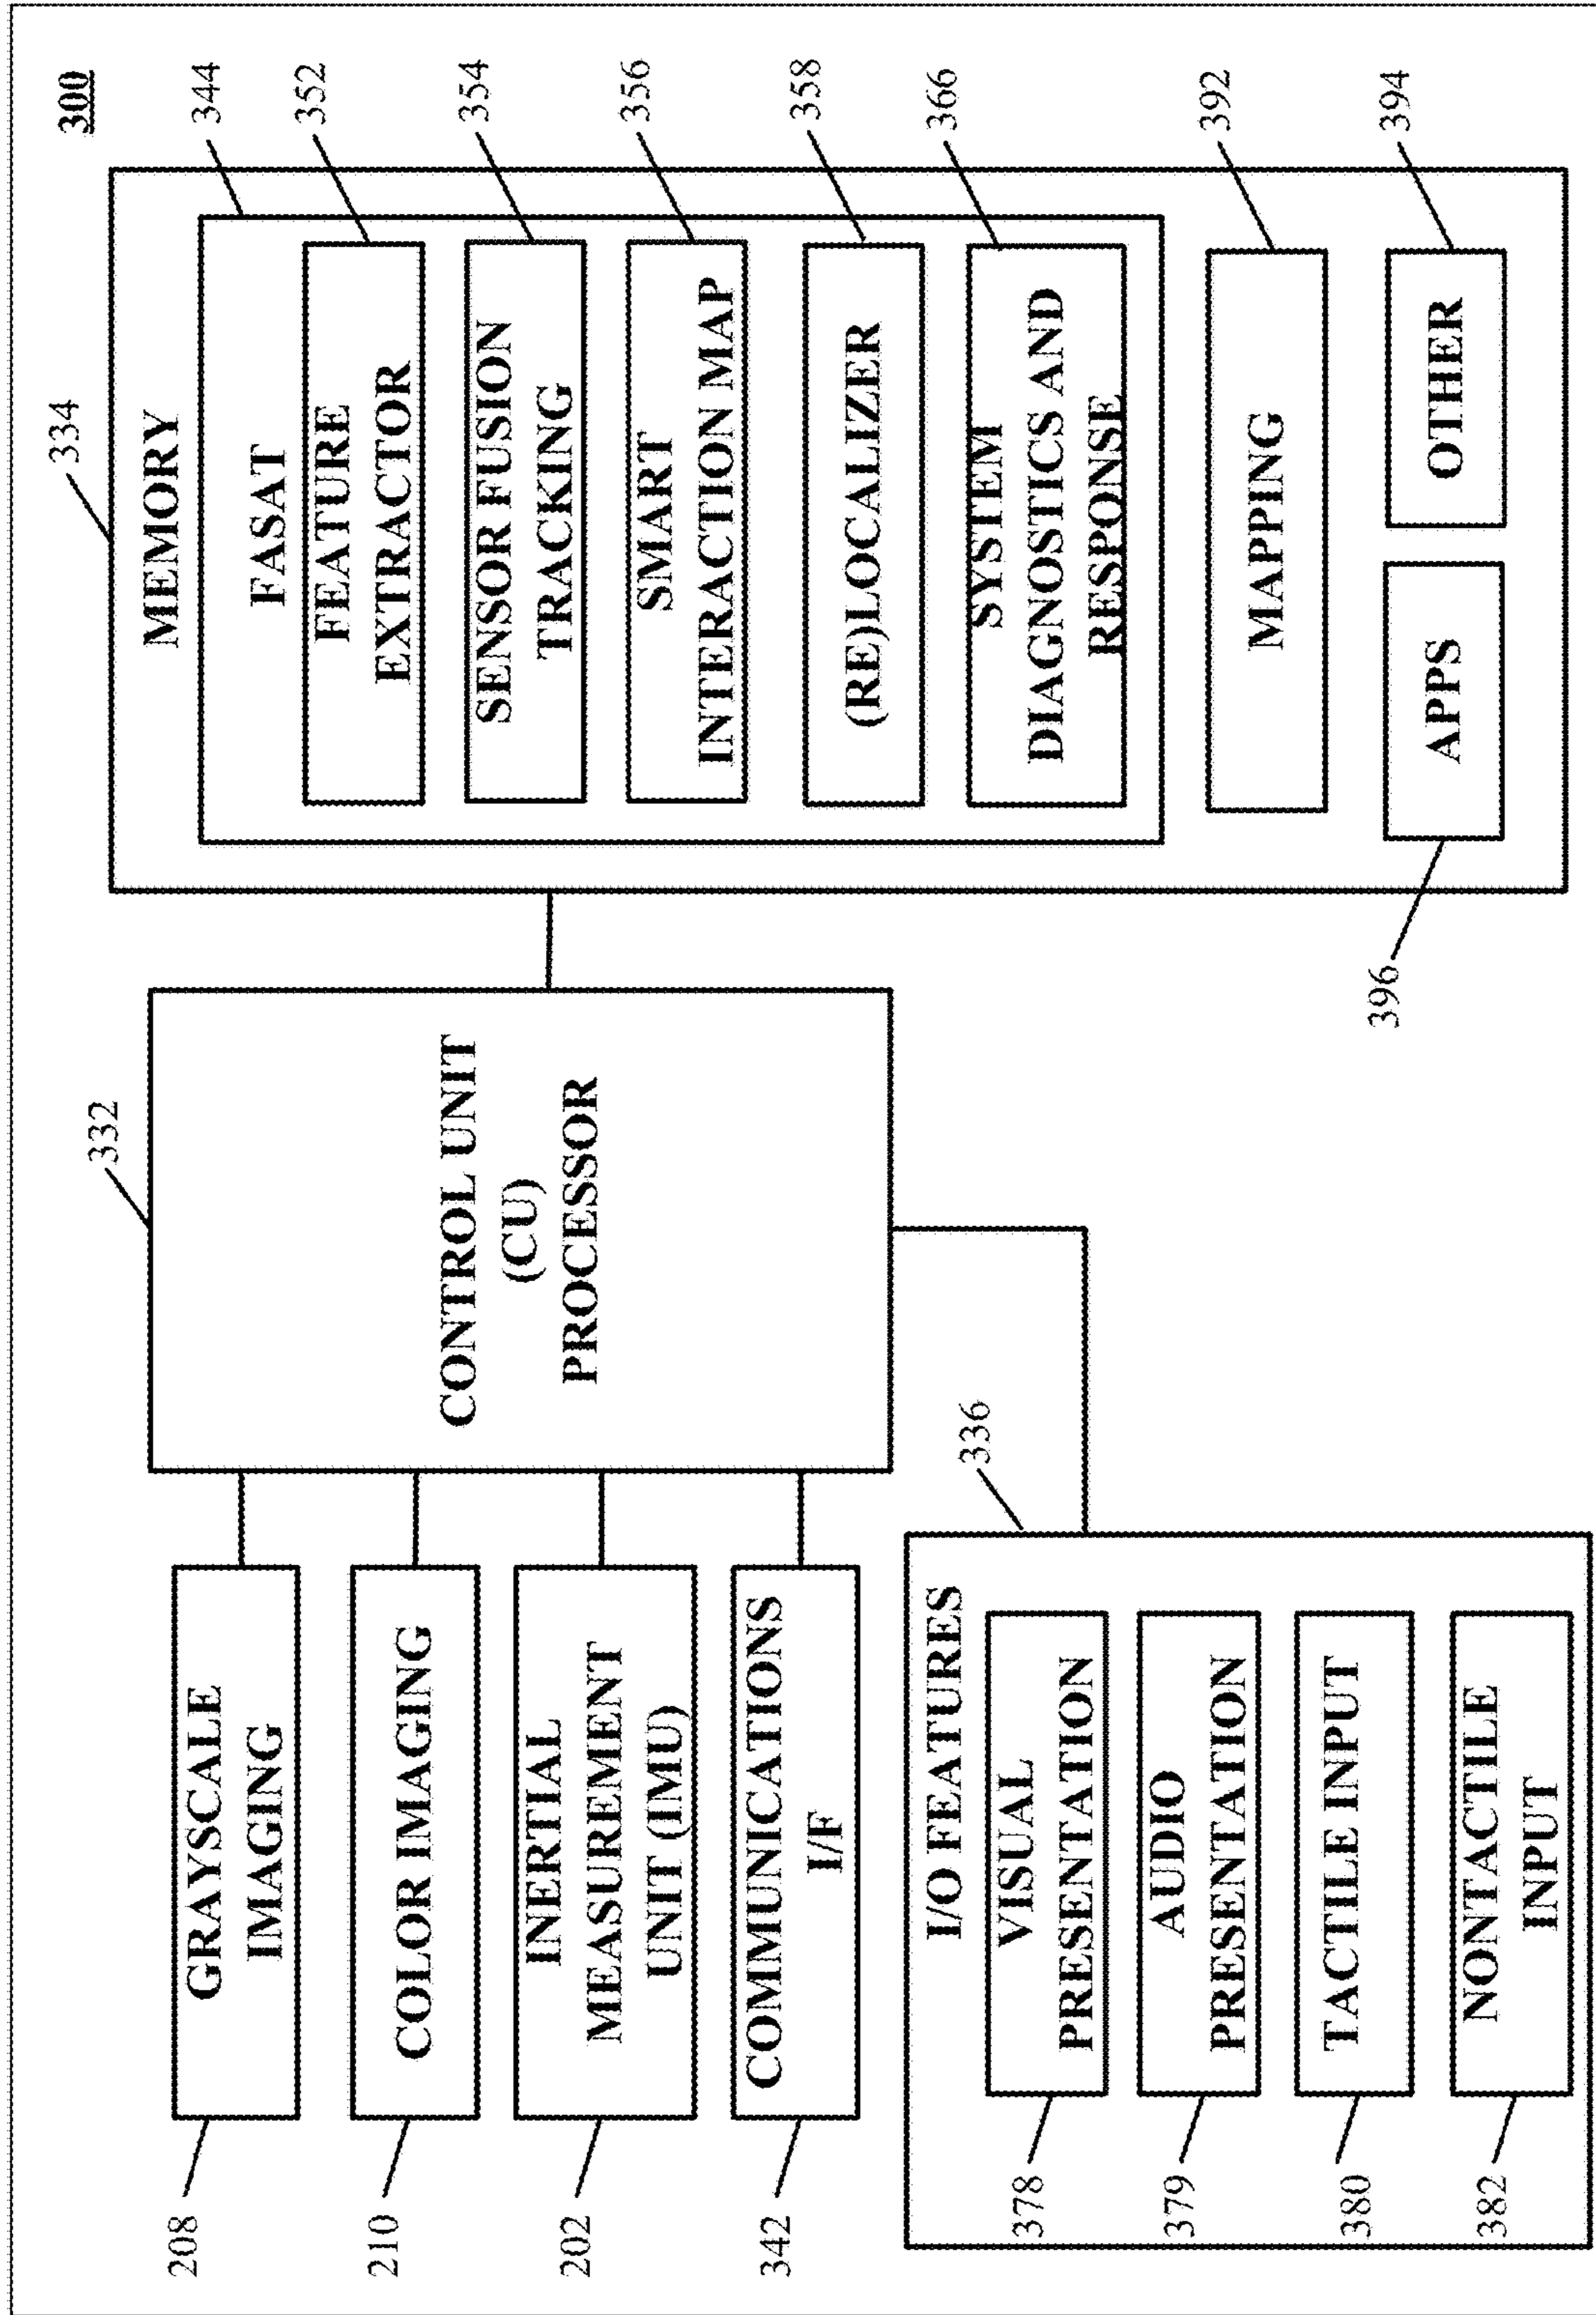 300
208
GRAYSCALE
IMAGING
210
COLOR IMAGING
202
INERTIAL
MEASUREMENT
UNIT (IMU)
342
COMMUNICATIONS
I/F
332
CONTROL UNIT
(CU)
PROCESSOR
336
I/O FEATURES
378
VISUAL
PRESENTATION
379
AUDIO
PRESENTATION
380
TACTILE INPUT
382
NONTACTILE
INPUT
334
MEMORY
344
FASAT
352
FEATURE
EXTRACTOR
354
SENSOR FUSION
TRACKING
356
SMART
INTERACTION MAP
358
(RE)LOCALIZER
366
SYSTEM
DIAGNOSTICS AND
RESPONSE
392
MAPPING
396
APPS
394
OTHER